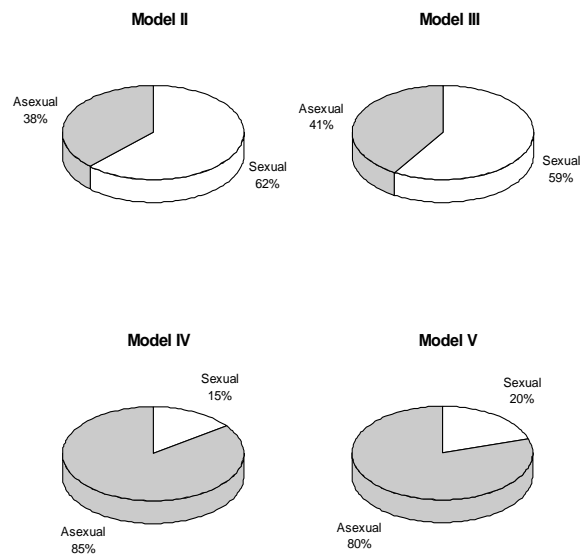 Model II
Asexual
38%
Sexual
62%
Model III
Asexual
41%
Sexual
59%
Model IV
Sexual
15%
Asexual
85%
Model V
Sexual
20%
Asexual
80%